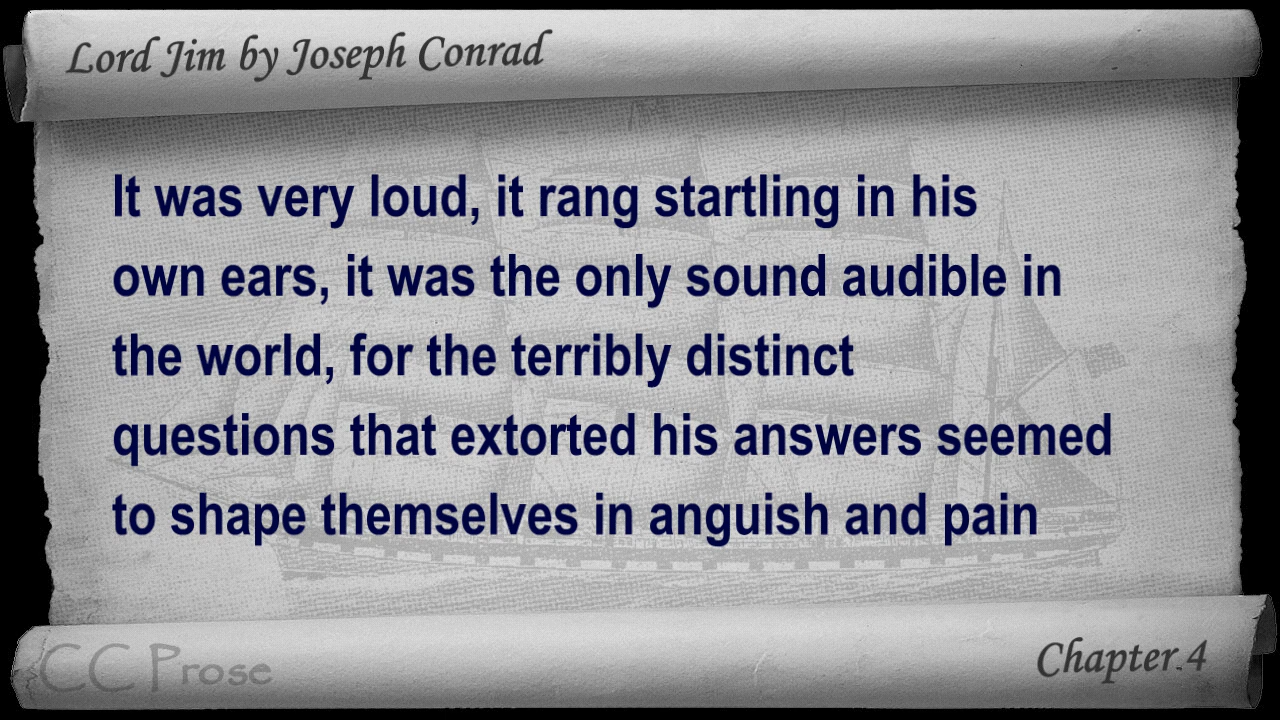 Lord Jim by Joseph Conrad
It was very loud, it rang startling in his
own ears, it was the only sound audible in
the world, for the terribly distinct
questions that extorted his answers seemed
to shape themselves in anguish and pain
CC Prose
Chapter 4